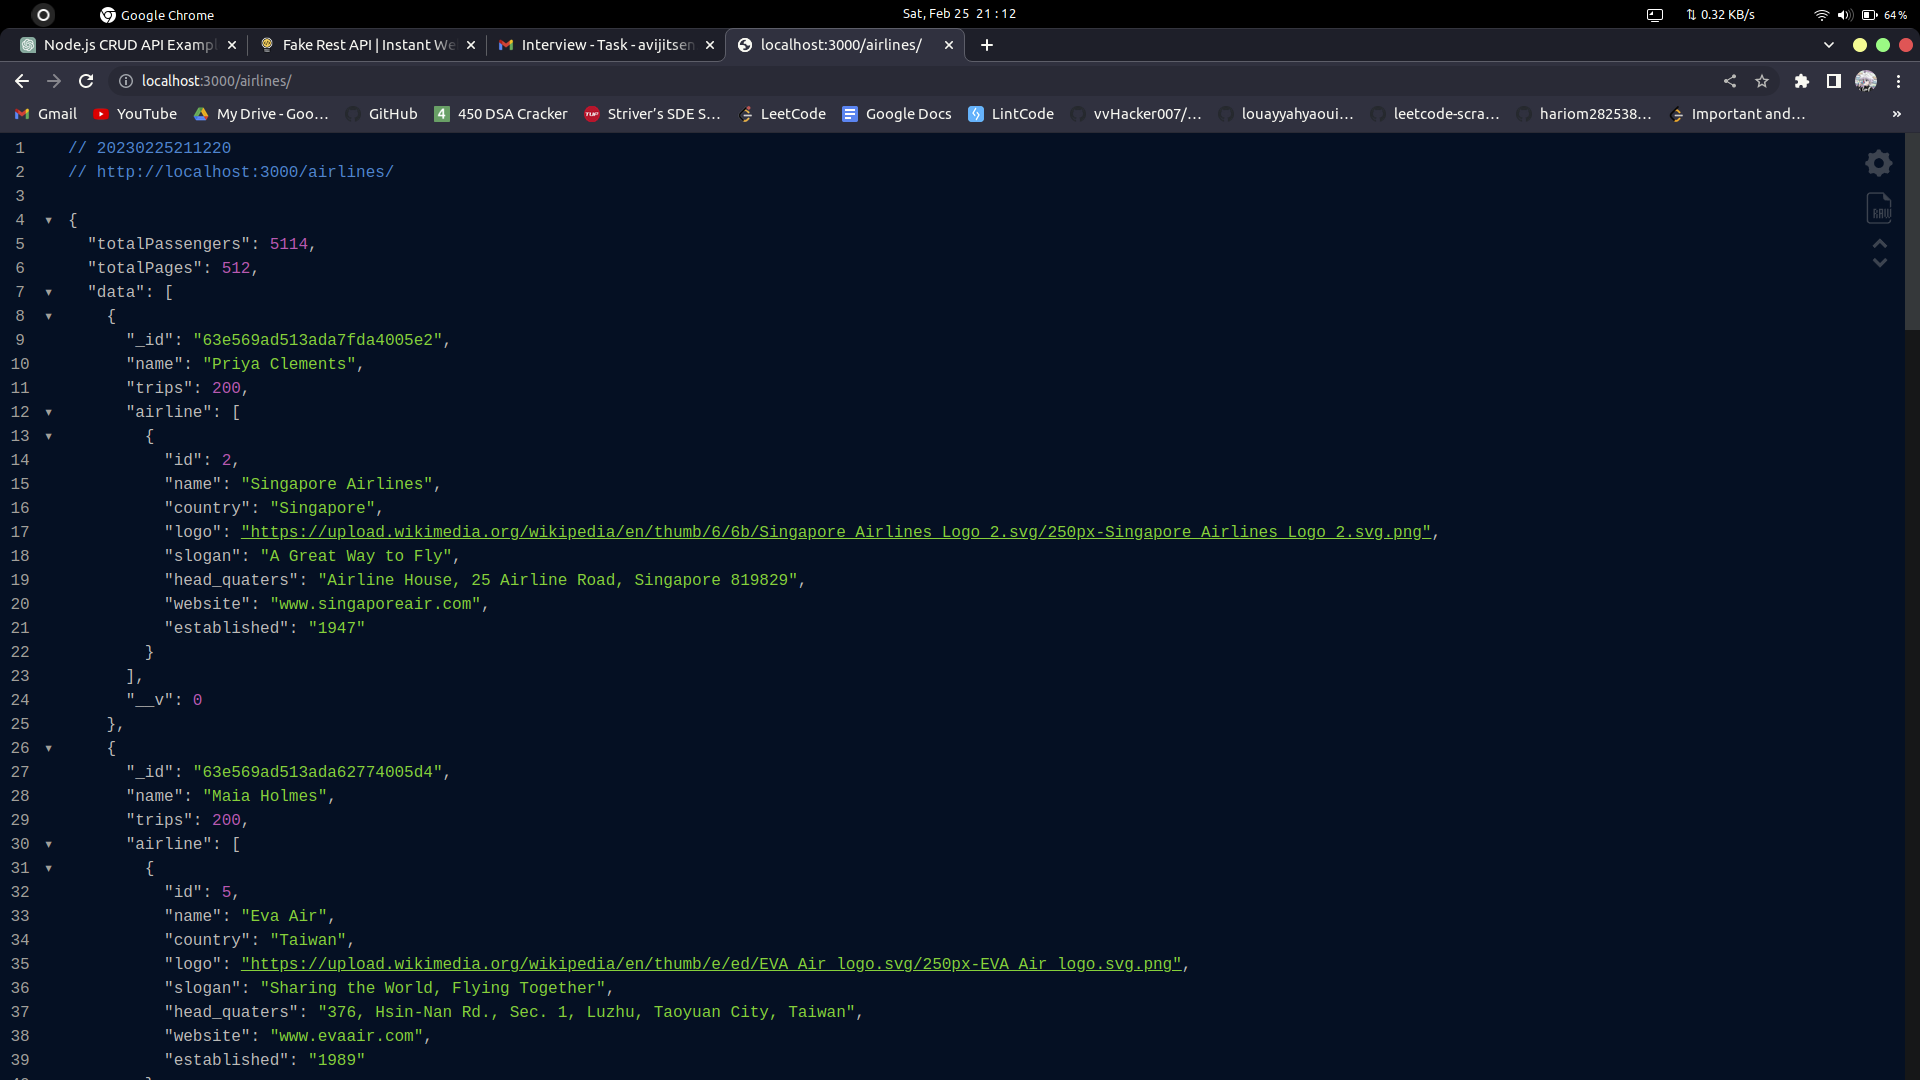 Google Chrome
Sat, Feb 25 21:12
0.32 KB/s
64 %
Node.js CRUD API Exampl
Fake Rest API | Instant We
Interview - Task - avijitsen
localhost:3000/airlines/
localhost:3000/airlines/
Gmail
YouTube
My Drive - Goo…
GitHub
4 450 DSA Cracker
TUF Striver’s SDE S…
LeetCode
Google Docs
LintCode
vvHacker007/…
louayyahyaoui…
leetcode-scra…
hariom282538…
Important and…
»
RAW
1 // 20230225211220
2 // http://localhost:3000/airlines/
3
4 {
5 "totalPassengers": 5114,
6 "totalPages": 512,
7 "data": [
8 {
9 "_id": "63e569ad513ada7fda4005e2",
10 "name": "Priya Clements",
11 "trips": 200,
12 "airline": [
13 {
14 "id": 2,
15 "name": "Singapore Airlines",
16 "country": "Singapore",
17 "logo": "https://upload.wikimedia.org/wikipedia/en/thumb/6/6b/Singapore_Airlines_Logo_2.svg/250px-Singapore_Airlines_Logo_2.svg.png",
18 "slogan": "A Great Way to Fly",
19 "head_quaters": "Airline House, 25 Airline Road, Singapore 819829",
20 "website": "www.singaporeair.com",
21 "established": "1947"
22 }
23 ],
24 "__v": 0
25 },
26 {
27 "_id": "63e569ad513ada62774005d4",
28 "name": "Maia Holmes",
29 "trips": 200,
30 "airline": [
31 {
32 "id": 5,
33 "name": "Eva Air",
34 "country": "Taiwan",
35 "logo": "https://upload.wikimedia.org/wikipedia/en/thumb/e/ed/EVA_Air_logo.svg/250px-EVA_Air_logo.svg.png",
36 "slogan": "Sharing the World, Flying Together",
37 "head_quaters": "376, Hsin-Nan Rd., Sec. 1, Luzhu, Taoyuan City, Taiwan",
38 "website": "www.evaair.com",
39 "established": "1989"